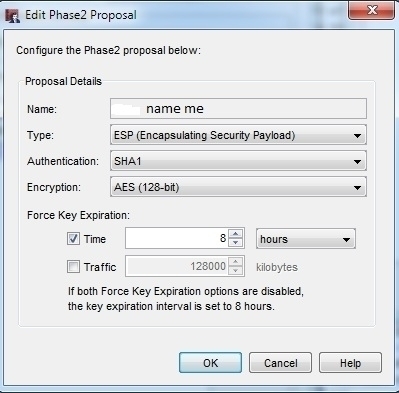 Edit Phase2 Proposal
Configure the Phase2 proposal below:
Proposal Details
Name: name me
Type: ESP (Encapsulating Security Payload)
Authentication: SHA1
Encryption: AES (128-bit)
Force Key Expiration:
Time 8 hours
Traffic 128000 kilobytes
If both Force Key Expiration options are disabled,
the key expiration interval is set to 8 hours.
OK Cancel Help